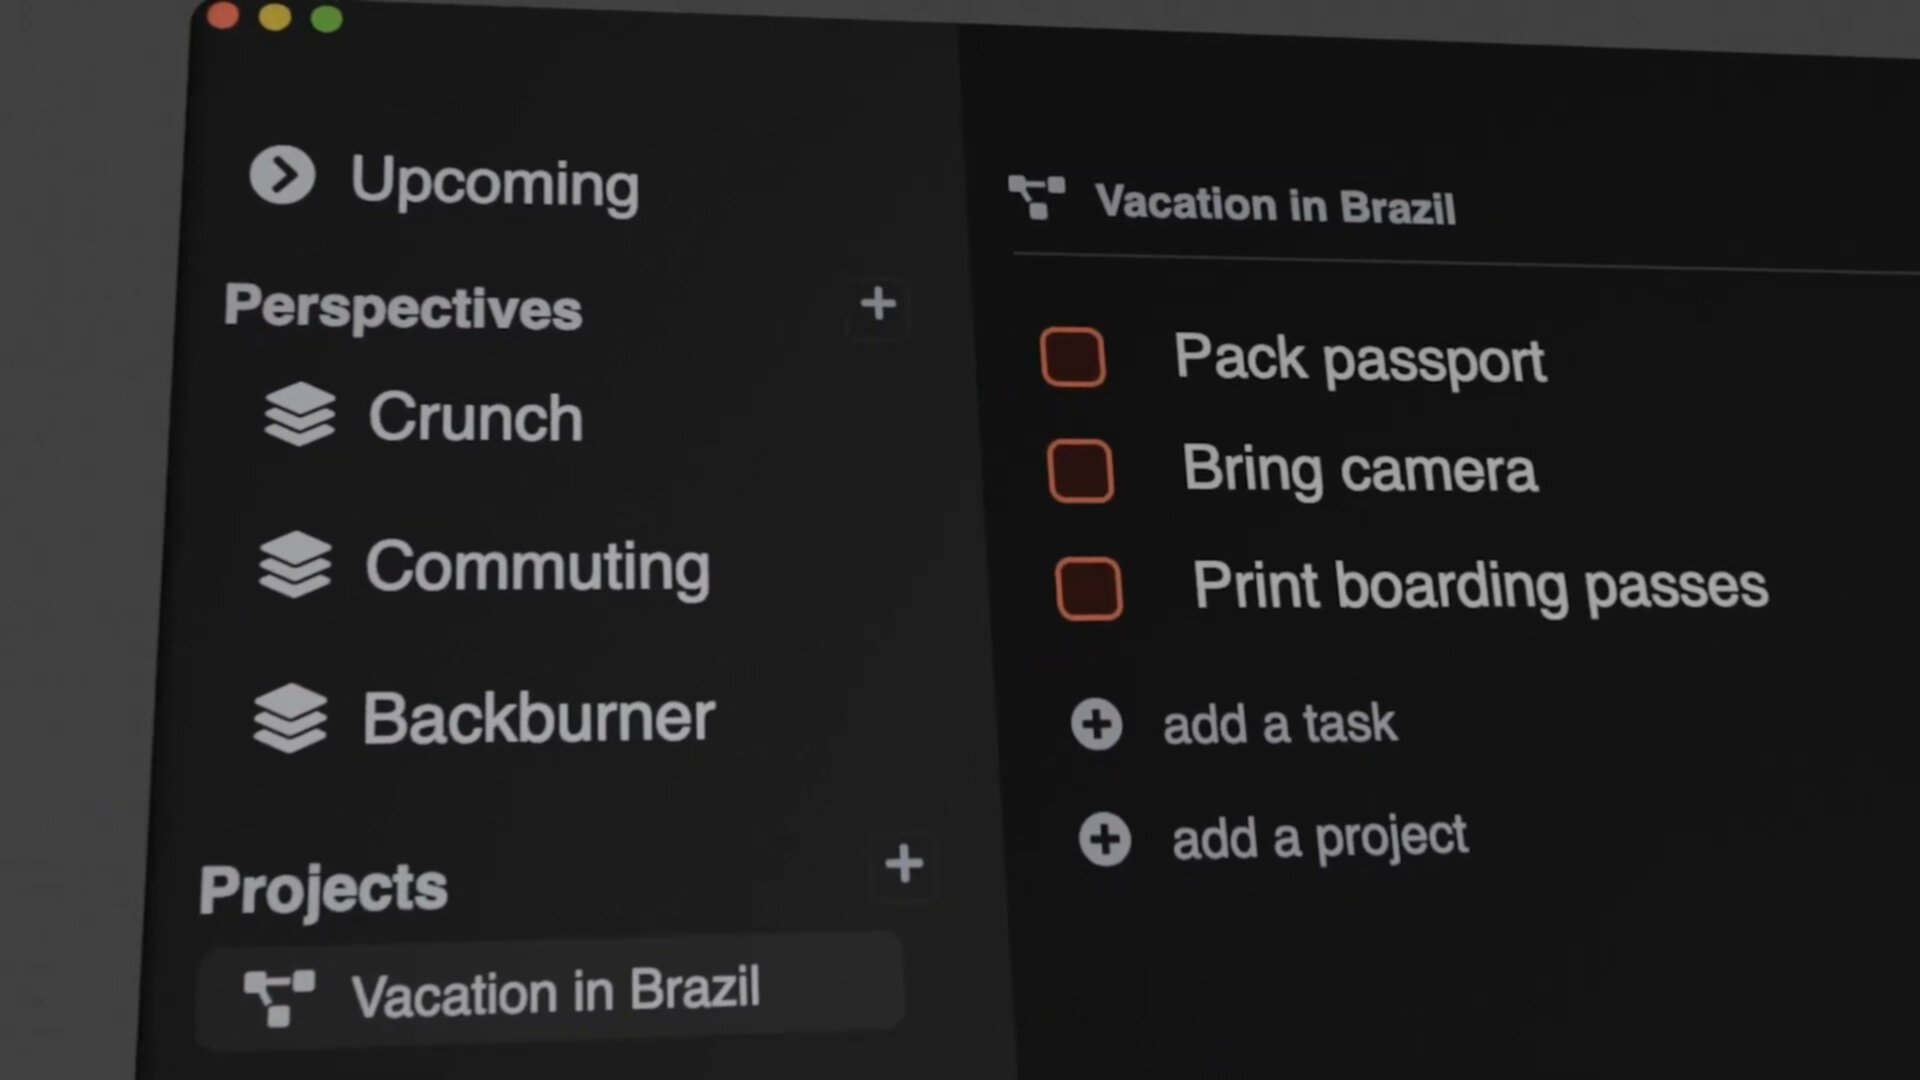 Upcoming
Perspectives
Crunch
Commuting
Backburner
Projects
Vacation in Brazil
Vacation in Brazil
Pack passport
Bring camera
Print boarding passes
add a task
add a project